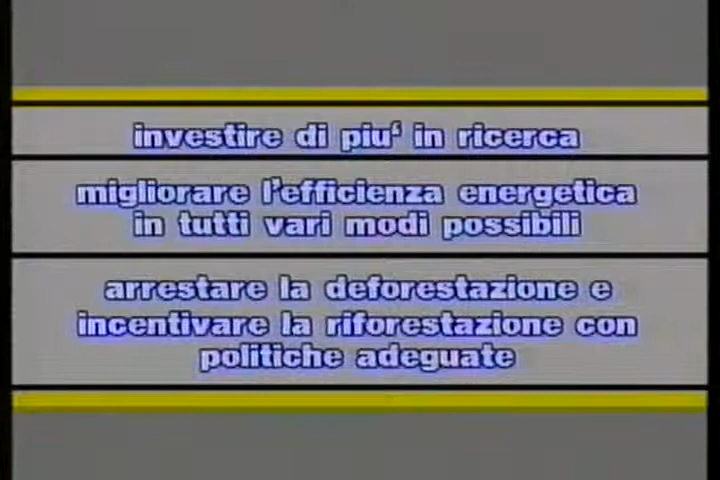 investire di piu' in ricerca
migliorare l'efficienza energetica
in tutti vari modi possibili
arrestare la deforestazione e
incentivare la riforestazione con
politiche adeguate